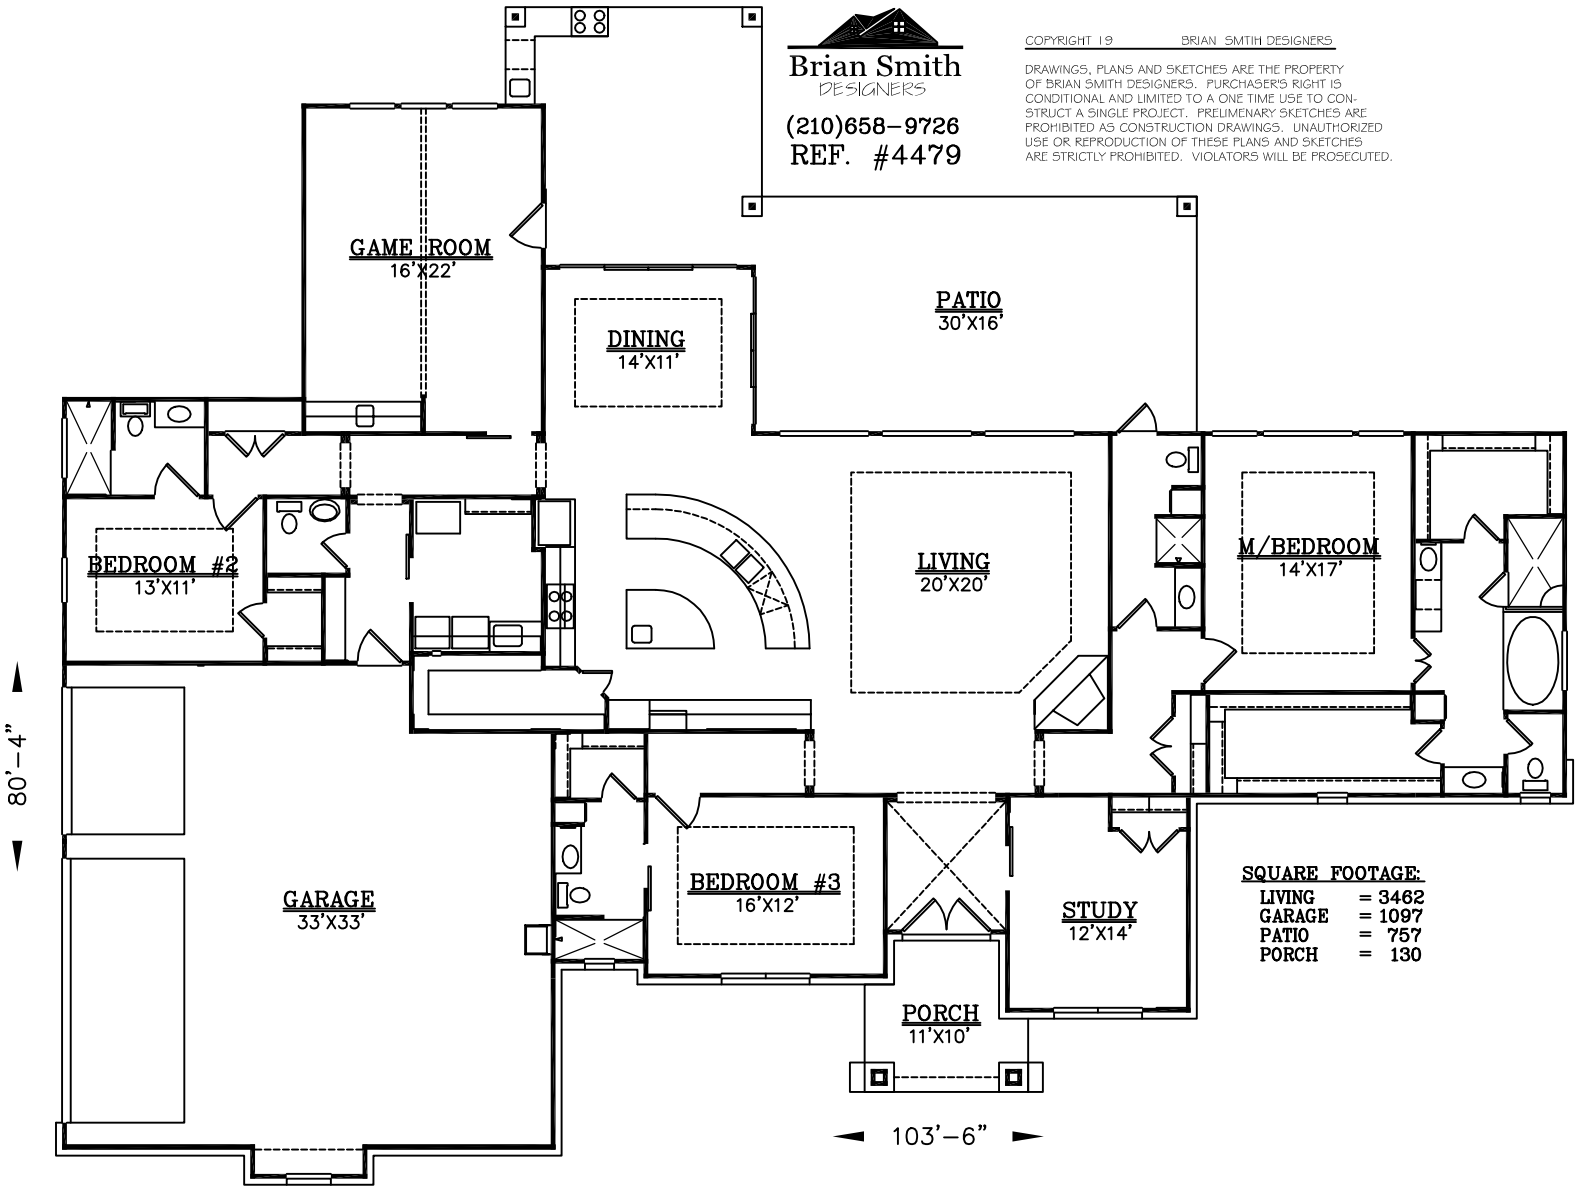 Brian Smith
DESIGNERS
(210)658-9726
REF. #4479
COPYRIGHT 19 BRIAN SMTIH DESIGNERS
DRAWINGS, PLANS AND SKETCHES ARE THE PROPERTY
OF BRIAN SMITH DESIGNERS. PURCHASER'S RIGHT IS
CONDITIONAL AND LIMITED TO A ONE TIME USE TO CON-
STRUCT A SINGLE PROJECT. PRELIMENARY SKETCHES ARE
PROHIBITED AS CONSTRUCTION DRAWINGS. UNAUTHORIZED
USE OR REPRODUCTION OF THESE PLANS AND SKETCHES
ARE STRICTLY PROHIBITED. VIOLATORS WILL BE PROSECUTED.
GAME ROOM
16'X22'
PATIO
30'X16'
DINING
14'X11'
BEDROOM #2
13'X11'
LIVING
20'X20'
M/BEDROOM
14'X17'
80'-4"
GARAGE
33'X33'
BEDROOM #3
16'X12'
STUDY
12'X14'
PORCH
11'X10'
SQUARE FOOTAGE:
LIVING = 3462
GARAGE = 1097
PATIO = 757
PORCH = 130
103'-6"